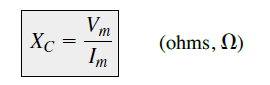 X_C = V_m / I_m (ohms, Ω)